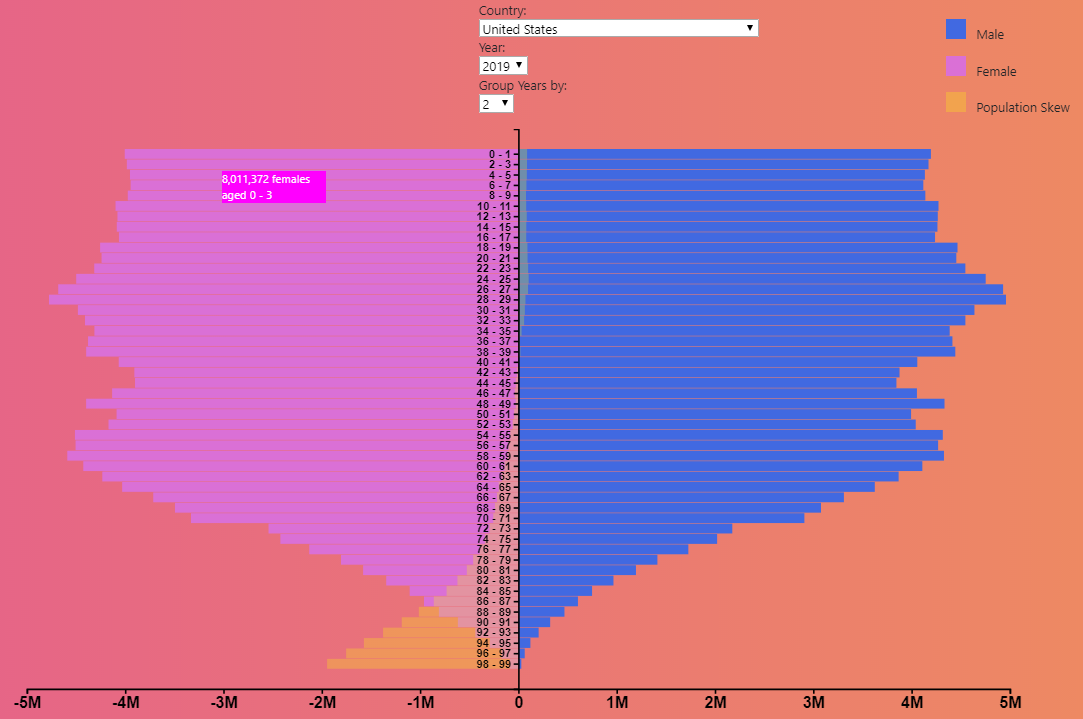 Country:
United States
Year:
2019
Group Years by:
2
Male
Female
Population Skew
8,011,372 females
aged 0 - 3
0 - 1
2 - 3
4 - 5
6 - 7
8 - 9
10 - 11
12 - 13
14 - 15
16 - 17
18 - 19
20 - 21
22 - 23
24 - 25
26 - 27
28 - 29
30 - 31
32 - 33
34 - 35
36 - 37
38 - 39
40 - 41
42 - 43
44 - 45
46 - 47
48 - 49
50 - 51
52 - 53
54 - 55
56 - 57
58 - 59
60 - 61
62 - 63
64 - 65
66 - 67
68 - 69
70 - 71
72 - 73
74 - 75
76 - 77
78 - 79
80 - 81
82 - 83
84 - 85
86 - 87
88 - 89
90 - 91
92 - 93
94 - 95
96 - 97
98 - 99
-5M -4M -3M -2M -1M 0 1M 2M 3M 4M 5M